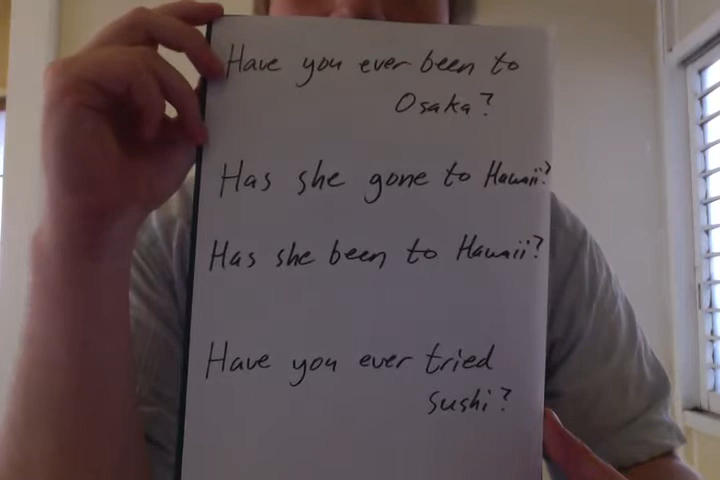 Have you ever been to
Osaka?
Has she gone to Hawaii?
Has she been to Hawaii?
Have you ever tried
sushi?